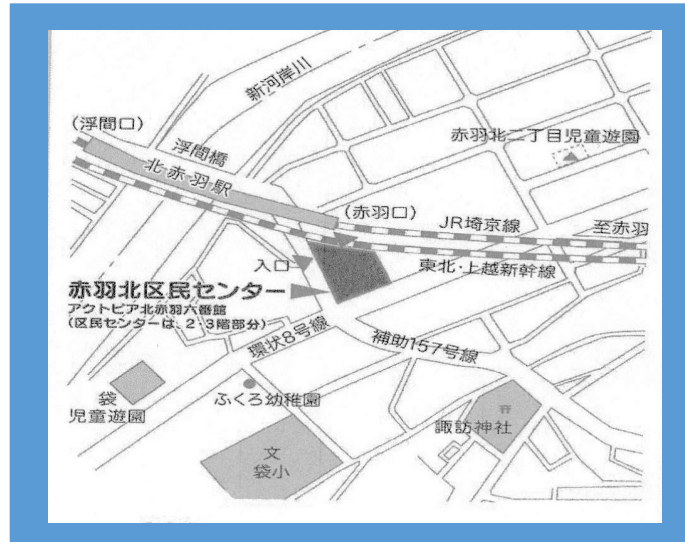 新河岸川
(浮間口)
浮間橋
赤羽北二丁目児童遊園
北赤羽駅
(赤羽口)
JR埼京線
至赤羽
入口
東北・上越新幹線
赤羽北区民センター
アクトピア北赤羽六番館
(区民センターは、2・3階部分)
環状8号線
補助157号線
袋
児童遊園
ふくろ幼稚園
諏訪神社
文
袋小